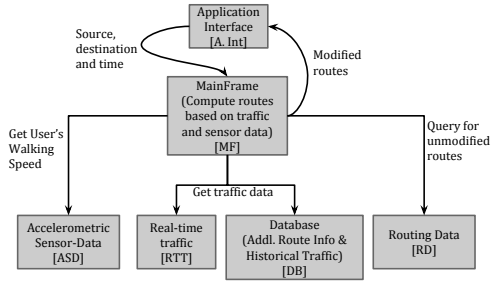 Application
Interface
[A. Int]
Source,
destination
and time
Modified
routes
MainFrame
(Compute routes
based on traffic
and sensor data)
[MF]
Get User's
Walking
Speed
Query for
unmodified
routes
Get traffic data
Accelerometric
Sensor-Data
[ASD]
Real-time
traffic
[RTT]
Database
(Addl. Route Info &
Historical Traffic)
[DB]
Routing Data
[RD]